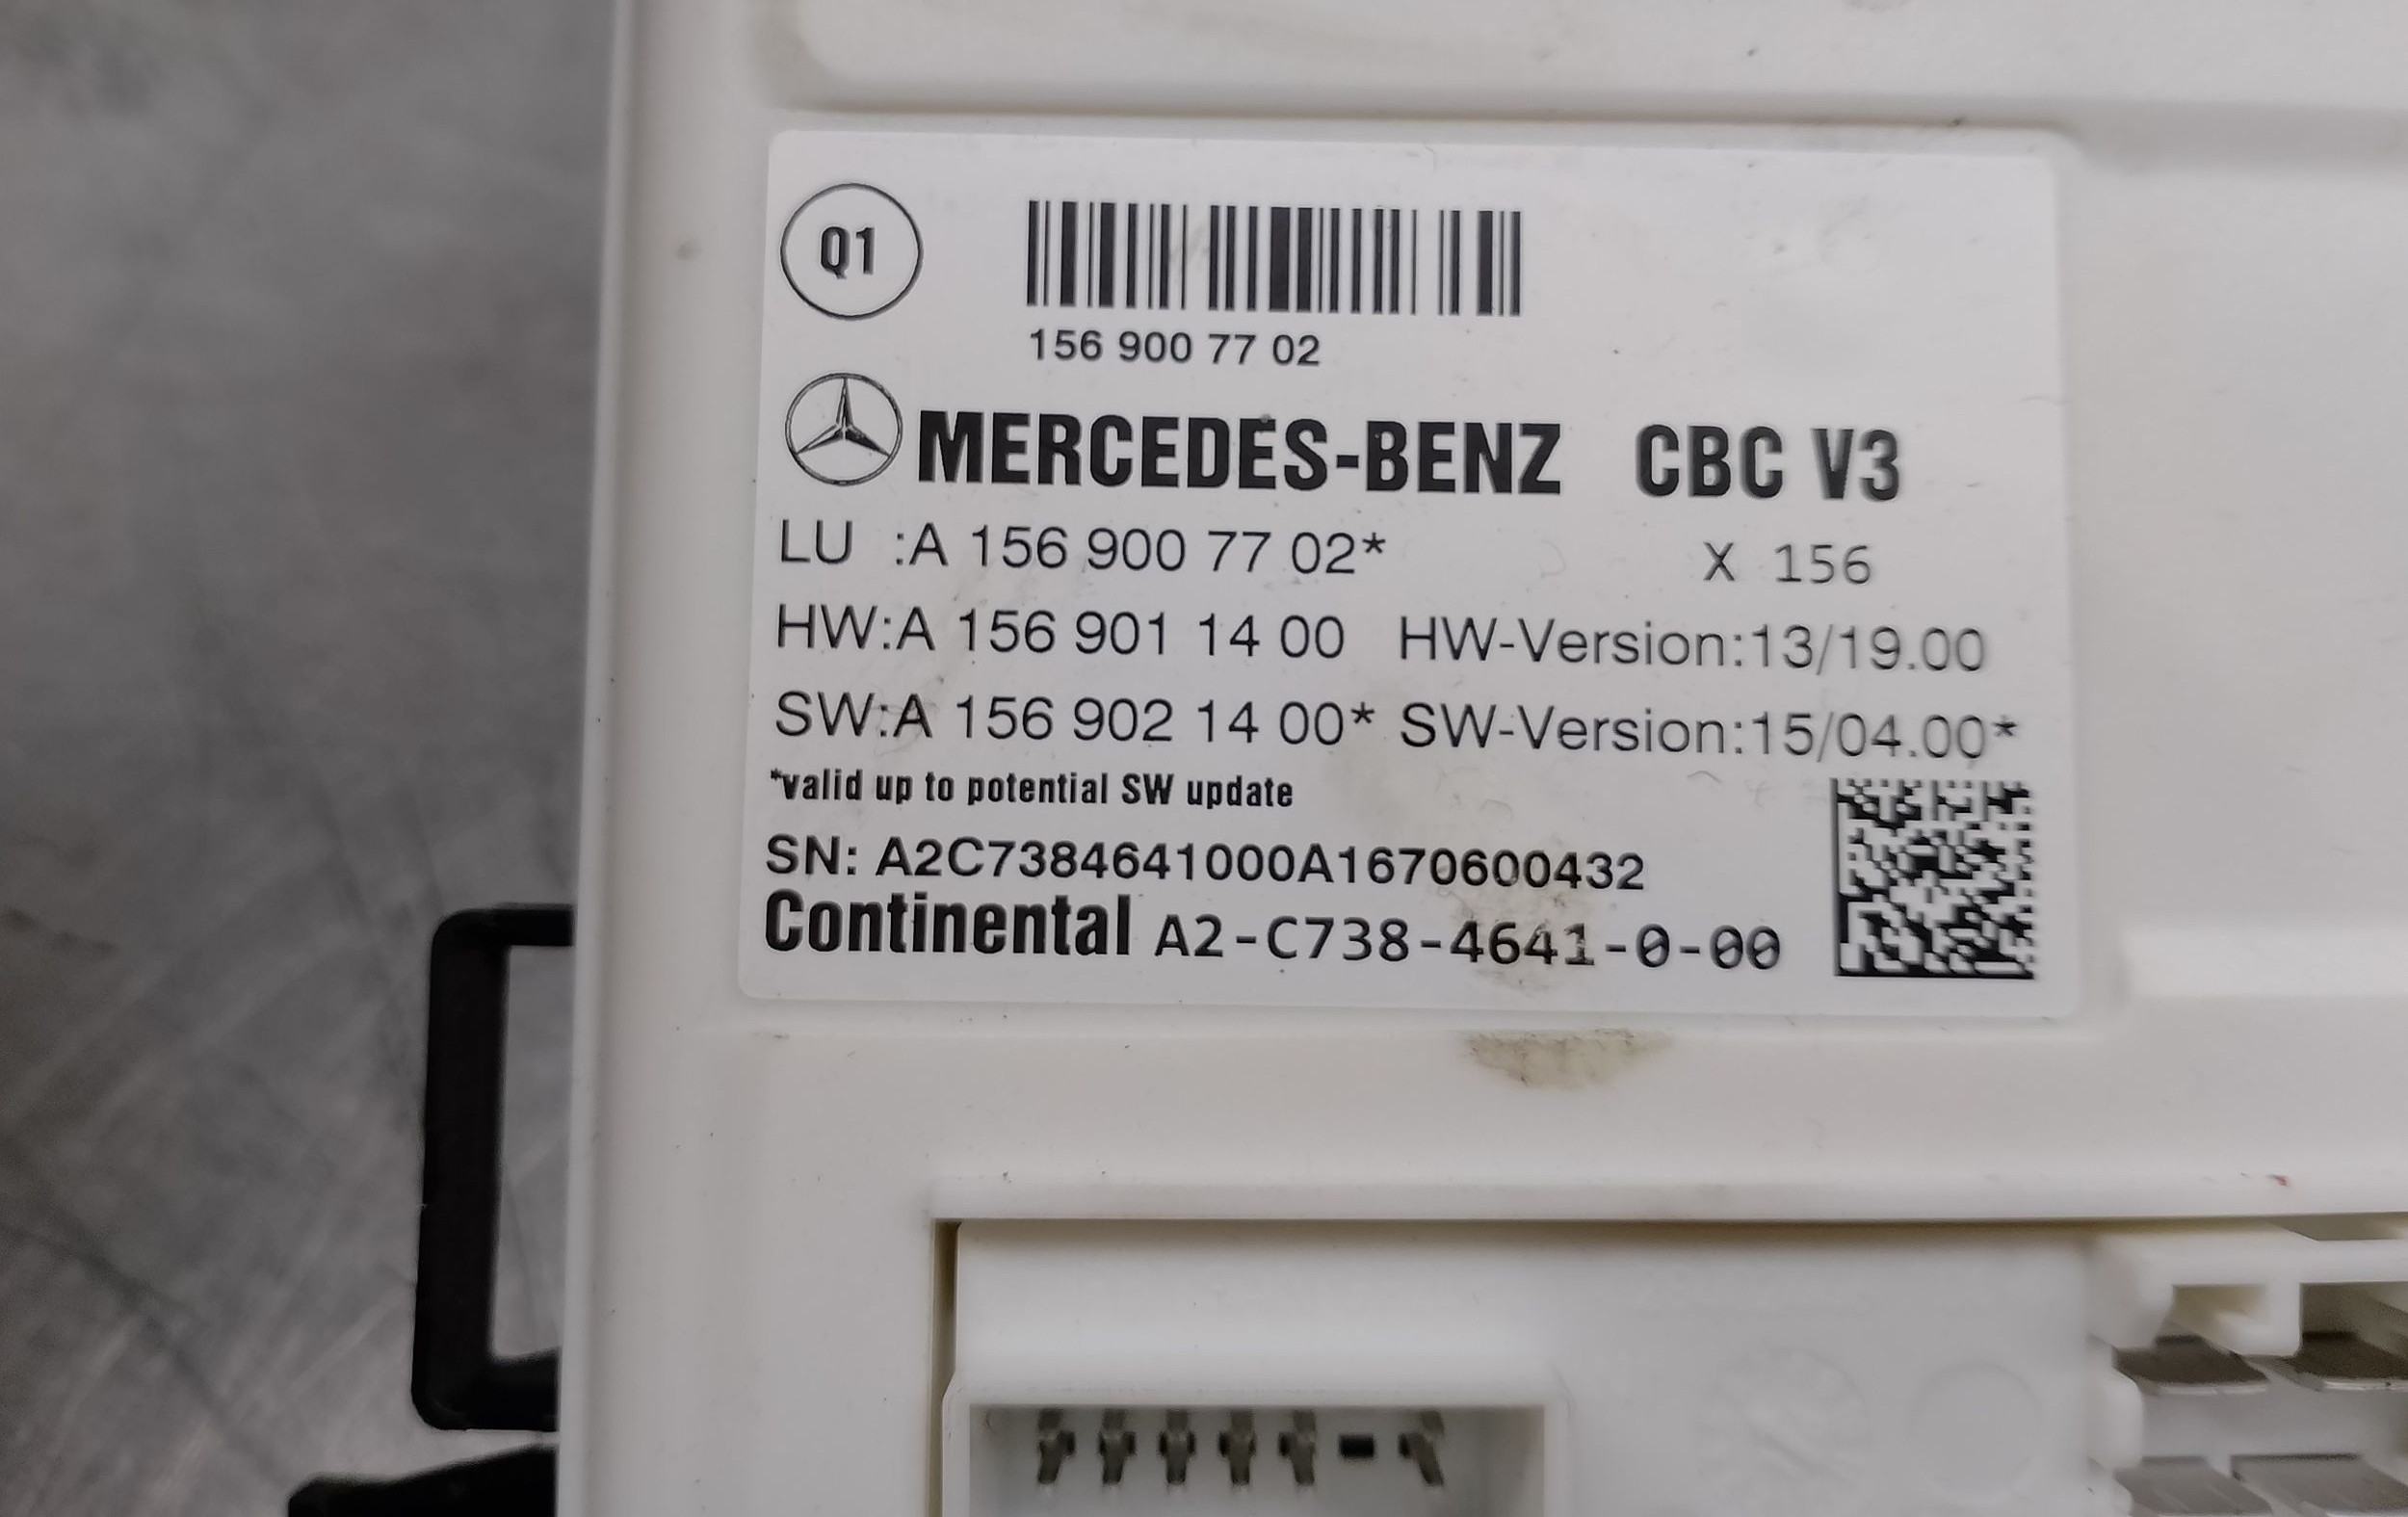 Q1
156 900 77 02
MERCEDES-BENZ CBC V3
LU :A 156 900 77 02* X 156
HW:A 156 901 14 00 HW-Version:13/19.00
SW:A 156 902 14 00* SW-Version:15/04.00*
*valid up to potential SW update
SN: A2C7384641000A1670600432
Continental A2-C738-4641-0-00